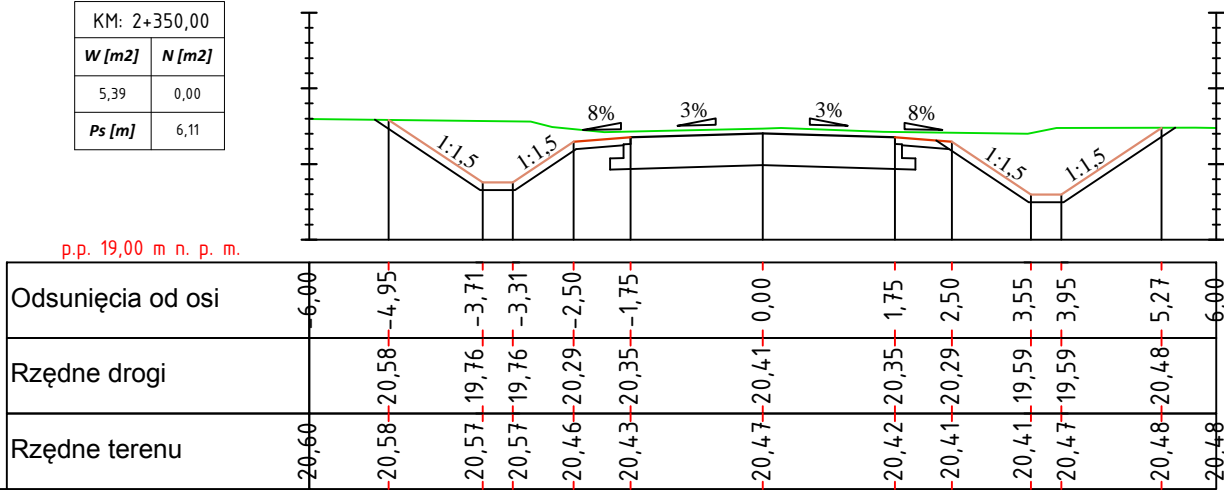 KM: 2+350,00
W [m2] N [m2]
5,39 0,00
Ps [m] 6,11
8% 3% 3% 8%
1:1,5 1:1,5 1:1,5 1:1,5
p.p. 19,00 m n. p. m.
Odsunięcia od osi -6,00 -4,95 -3,71 -3,31 -2,50 -1,75 0,00 1,75 2,50 3,55 3,95 5,27 6,00
Rzędne drogi 20,58 19,76 19,76 20,29 20,35 20,41 20,35 20,29 19,59 19,59 20,48
Rzędne terenu 20,60 20,58 20,57 20,57 20,46 20,43 20,47 20,42 20,41 20,41 20,47 20,48 20,48